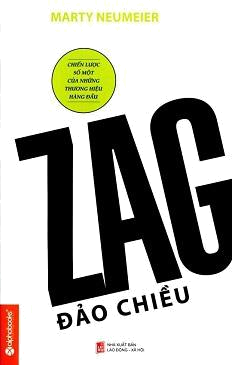 MARTY NEUMEIER
CHIẾN LƯỢC
SỐ MỘT
CỦA NHỮNG
THƯƠNG HIỆU
HÀNG ĐẦU
ZAG
ĐẢO CHIỀU
alphabooks
NHÀ XUẤT BẢN
LAO ĐỘNG - XÃ HỘI